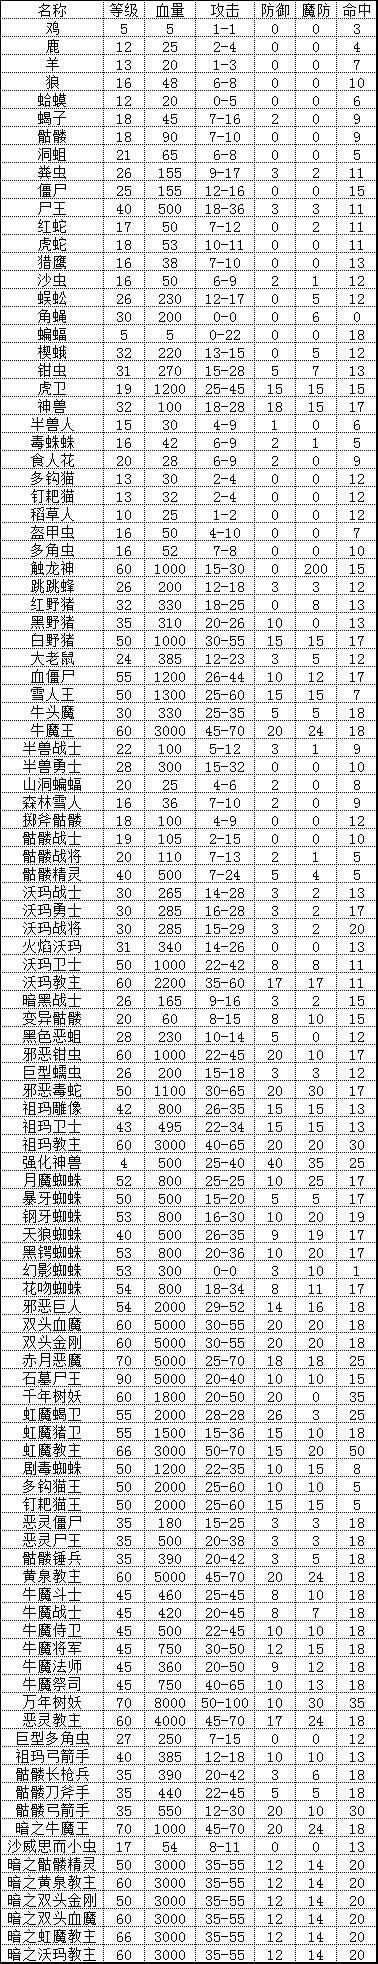 名称 等级 血量 攻击 防御 魔防 命中
鸡 5 5 1-1 0 0 3
鹿 12 25 2-4 0 0 4
羊 13 20 1-3 0 0 7
狼 16 48 6-8 0 0 10
蛤蟆 12 20 0-5 0 0 6
蝎子 18 45 7-16 2 0 9
骷髅 18 90 7-10 0 0 9
洞蛆 21 65 6-8 0 0 5
粪虫 26 155 9-17 3 2 11
僵尸 25 155 12-16 0 0 15
尸王 40 500 18-36 3 3 11
红蛇 17 50 7-12 0 2 11
虎蛇 18 53 10-11 0 0 11
猎鹰 16 38 7-10 0 0 13
沙虫 16 50 6-9 2 1 12
蜈蚣 26 230 12-17 0 5 12
角蝇 30 200 0-0 0 6 0
蝙蝠 5 5 0-22 0 0 18
楔蛾 32 220 13-15 0 5 12
钳虫 31 270 15-28 5 7 13
虎卫 19 1200 25-45 15 15 15
神兽 32 100 18-28 18 15 17
半兽人 15 30 4-9 1 0 6
毒蛛蛛 16 42 6-9 2 1 5
食人花 20 28 6-9 2 0 9
多钩猫 13 30 2-4 0 0 12
钉耙猫 13 32 2-4 0 0 12
稻草人 10 25 1-2 0 0 12
盔甲虫 16 50 4-10 0 0 7
多角虫 16 52 7-8 0 0 10
触龙神 60 1000 15-30 0 200 15
跳跳蜂 26 200 12-18 3 3 12
红野猪 32 330 18-25 0 8 13
黑野猪 35 310 20-26 10 0 13
白野猪 50 1000 30-55 15 15 17
大老鼠 24 385 12-23 3 5 12
血僵尸 55 1200 26-44 10 12 17
雪人王 50 1300 25-60 15 15 7
牛头魔 30 330 25-35 5 5 18
牛魔王 60 3000 45-70 20 24 18
半兽战士 22 100 5-12 3 1 9
半兽勇士 28 300 15-32 0 0 10
山洞蝙蝠 20 25 4-6 2 0 8
森林雪人 16 36 7-10 2 0 9
掷斧骷髅 18 100 4-9 0 0 12
骷髅战士 19 105 2-15 0 0 10
骷髅战将 20 110 7-13 2 1 5
骷髅精灵 40 500 7-24 5 4 5
沃玛战士 30 265 14-28 3 2 13
沃玛勇士 30 285 16-28 3 2 17
沃玛战将 30 285 15-29 3 2 20
火焰沃玛 31 340 14-26 0 0 13
沃玛卫士 50 1000 22-42 8 8 11
沃玛教主 60 2200 35-60 17 17 11
暗黑战士 26 165 9-16 3 2 15
变异骷髅 20 60 8-15 8 10 15
黑色恶蛆 28 230 10-14 5 0 12
邪恶钳虫 60 1000 22-45 20 10 17
巨型蠕虫 26 200 15-18 3 3 12
邪恶毒蛇 50 1100 30-65 20 30 17
祖玛雕像 42 800 26-35 15 15 13
祖玛卫士 43 495 22-34 15 15 13
祖玛教主 60 3000 40-65 20 20 30
强化神兽 4 500 25-40 40 35 25
月魔蜘蛛 52 800 25-25 10 25 17
暴牙蜘蛛 50 500 15-20 5 5 17
钢牙蜘蛛 53 800 16-30 10 20 19
天狼蜘蛛 40 500 26-35 9 19 17
黑锷蜘蛛 53 800 20-36 10 20 17
幻影蜘蛛 53 300 0-0 3 10 1
花吻蜘蛛 54 800 18-34 8 11 17
邪恶巨人 54 2000 29-52 14 16 18
双头血魔 60 5000 30-55 20 20 18
双头金刚 60 5000 30-55 20 20 18
赤月恶魔 70 5000 25-70 18 18 25
石墓尸王 90 5000 20-40 10 10 15
千年树妖 60 1800 20-50 20 0 35
虹魔蝎卫 55 2000 28-28 26 3 25
虹魔猪卫 55 1500 15-36 15 10 18
虹魔教主 66 3000 50-70 15 20 50
剧毒蜘蛛 50 1200 22-35 10 15 8
多钩猫王 50 2000 25-60 10 10 5
钉耙猫王 50 2000 25-60 15 15 5
恶灵僵尸 35 180 15-25 3 3 18
恶灵尸王 35 500 20-38 3 3 18
骷髅锤兵 35 390 20-42 3 5 18
黄泉教主 60 5000 45-70 20 24 18
牛魔斗士 45 460 25-45 8 10 18
牛魔战士 45 420 20-45 8 7 18
牛魔侍卫 45 500 22-45 10 10 18
牛魔将军 45 750 30-50 12 15 18
牛魔法师 45 360 20-50 9 12 18
牛魔祭司 45 750 40-65 10 13 18
万年树妖 70 8000 50-100 10 30 35
恶灵教主 60 4000 45-70 17 24 18
巨型多角虫 27 250 7-15 0 0 12
祖玛弓箭手 40 385 12-18 10 10 13
骷髅长枪兵 35 390 20-42 3 6 18
骷髅刀斧手 35 440 22-45 5 5 18
骷髅弓箭手 35 550 12-30 20 10 30
暗之牛魔王 70 1000 45-70 20 24 18
沙威思而小虫 17 54 8-11 0 0 13
暗之骷髅精灵 50 3000 35-55 12 14 20
暗之黄泉教主 60 3000 35-55 12 14 20
暗之双头金刚 50 3000 35-55 12 14 20
暗之双头血魔 60 3000 35-55 12 14 20
暗之虹魔教主 66 3000 35-55 12 14 20
暗之沃玛教主 60 3000 35-55 12 14 20